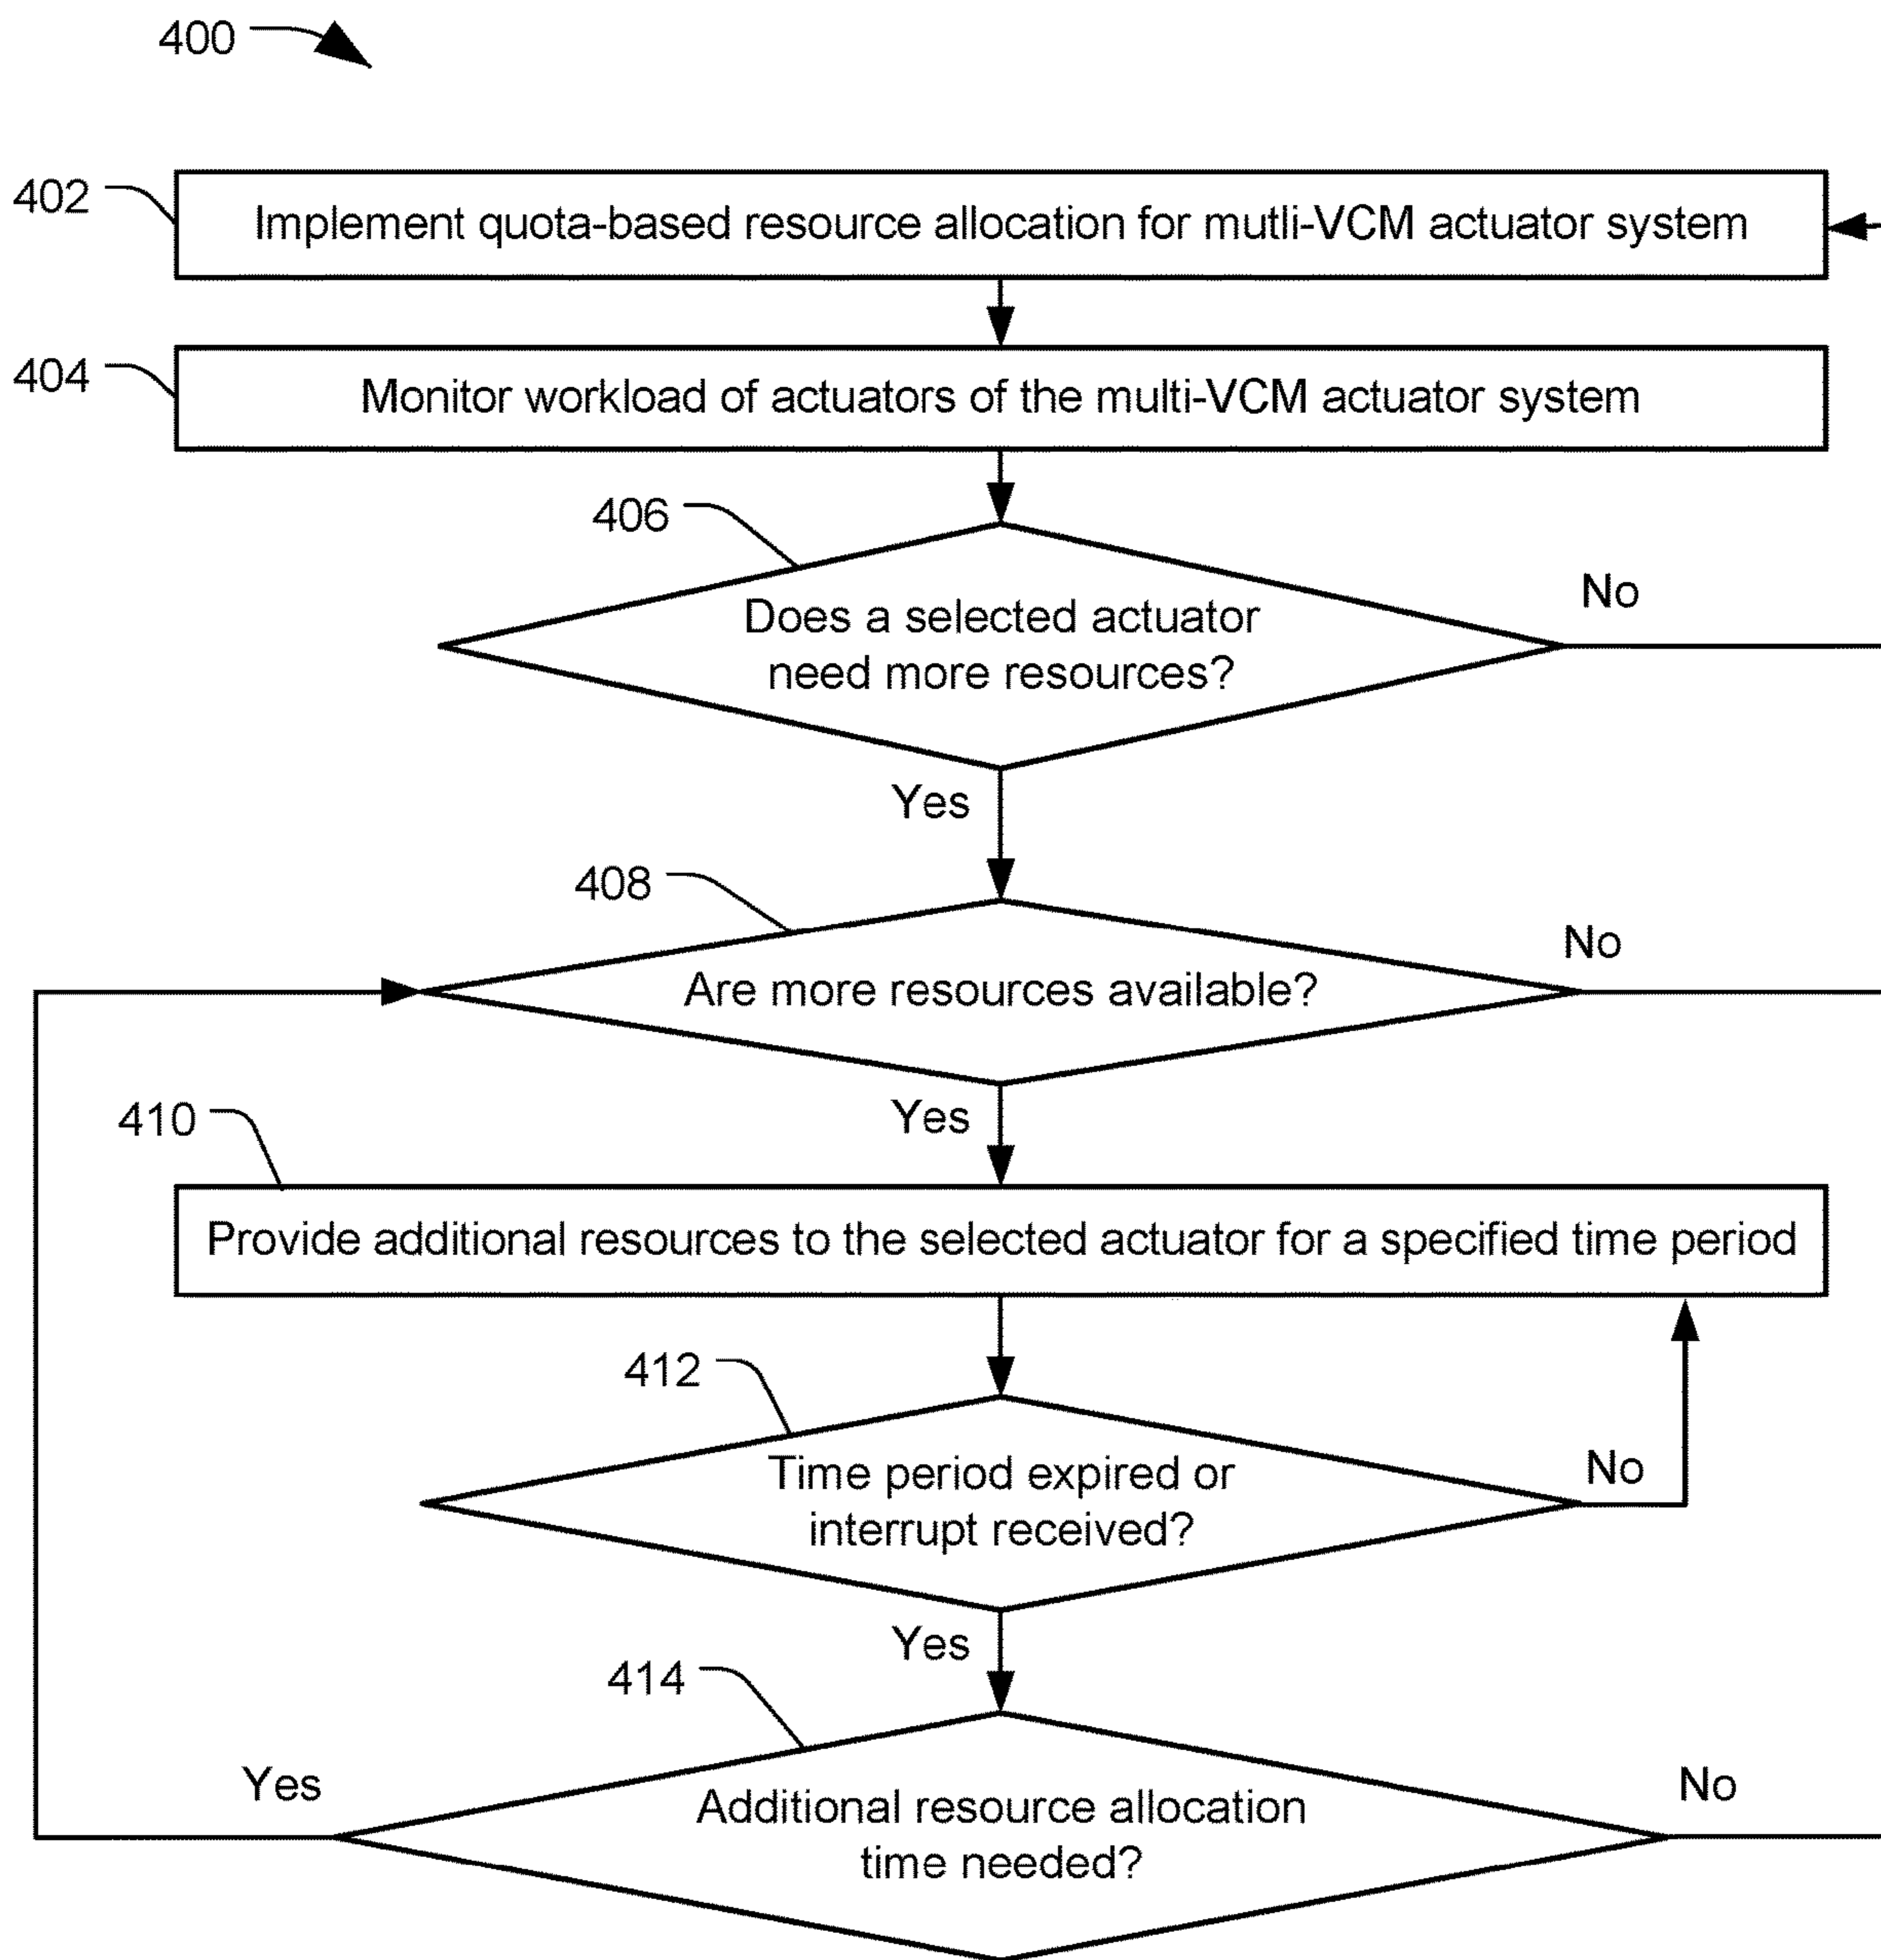 400
402
Implement quota-based resource allocation for mutli-VCM actuator system
404
Monitor workload of actuators of the multi-VCM actuator system
406
Does a selected actuator
need more resources?
No
Yes
408
Are more resources available?
No
Yes
410
Provide additional resources to the selected actuator for a specified time period
412
Time period expired or
interrupt received?
No
Yes
414
Yes
Additional resource allocation
time needed?
No